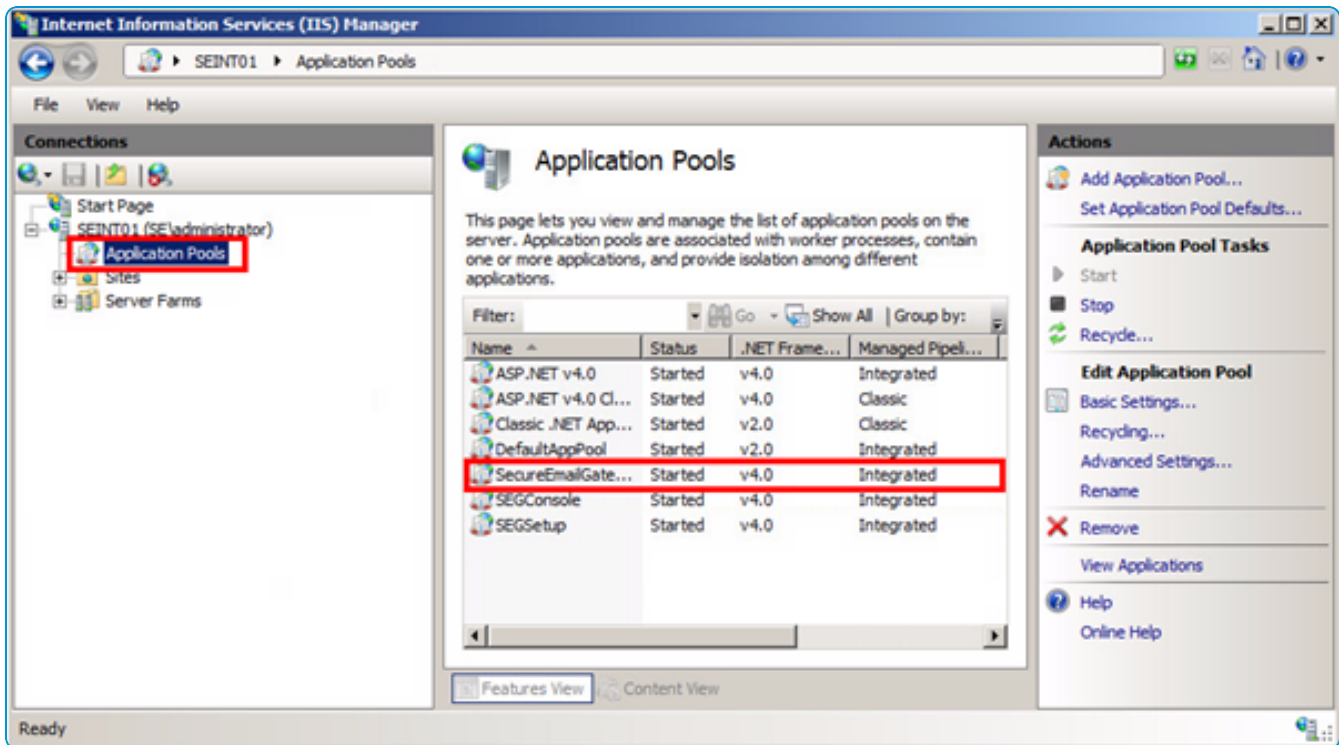 Internet Information Services (IIS) Manager
SEINT01 Application Pools
File View Help
Connections
Start Page
SEINT01 (SE\administrator)
Application Pools
Sites
Server Farms
Application Pools
This page lets you view and manage the list of application pools on the
server. Application pools are associated with worker processes, contain
one or more applications, and provide isolation among different
applications.
Filter: Go Show All Group by:
Name Status .NET Frame... Managed Pipeli...
ASP.NET v4.0 Started v4.0 Integrated
ASP.NET v4.0 Cl... Started v4.0 Classic
Classic .NET App... Started v2.0 Classic
DefaultAppPool Started v2.0 Integrated
SecureEmailGate... Started v4.0 Integrated
SEGConsole Started v4.0 Integrated
SEGSetup Started v4.0 Integrated
Features View Content View
Actions
Add Application Pool...
Set Application Pool Defaults...
Application Pool Tasks
Start
Stop
Recycle...
Edit Application Pool
Basic Settings...
Recycling...
Advanced Settings...
Rename
Remove
View Applications
Help
Online Help
Ready